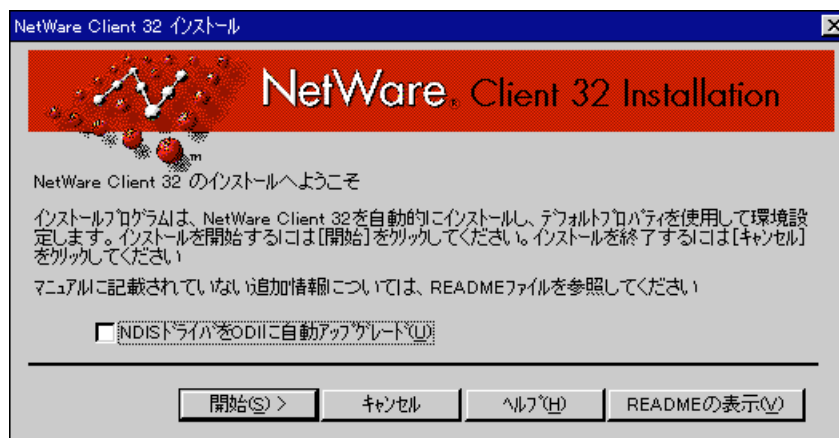 NetWare Client 32 インストール
NetWare® Client 32 Installation
™
NetWare Client 32 のインストールへようこそ
インストールプログラムは、NetWare Client 32を自動的にインストールし、デフォルトプロパティを使用して環境設
定します。インストールを開始するには[開始]をクリックしてください。インストールを終了するには[キャンセル]
をクリックしてください
マニュアルに記載されていない追加情報については、READMEファイルを参照してください
NDISドライバをODIに自動アップグレード(U)
開始(S) >
キャンセル
ヘルプ(H)
READMEの表示(V)